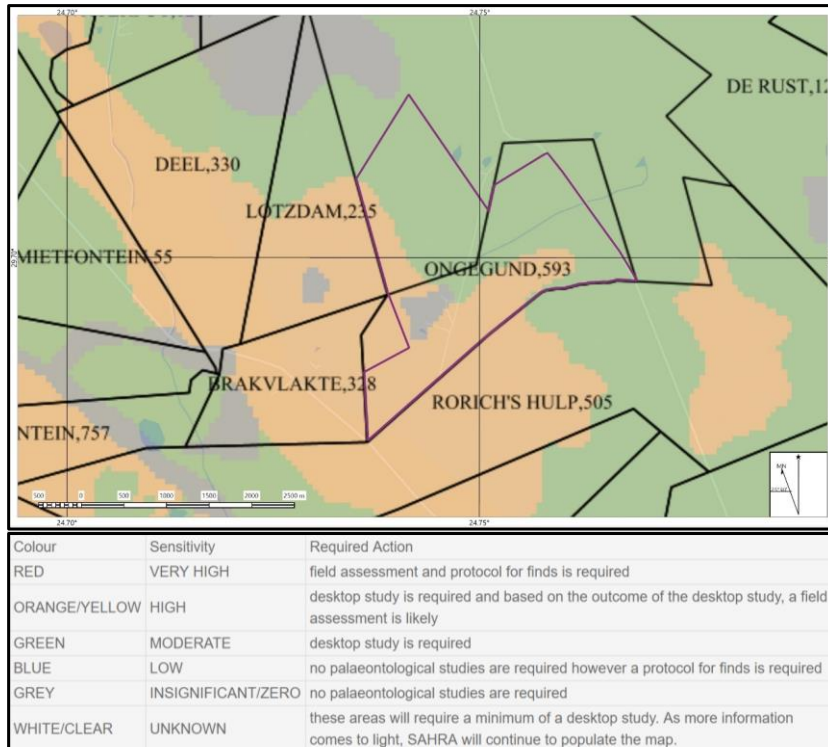 24.70°
24.75°
DE RUST,12
DEEL,330
LOTZDAM,235
MIETFONTEIN,55
ONGEGUND,593
BRAKVLAKTE,328
RORICH'S HULP,505
NTEIN,757
MN
500 0 500 1000 1500 2000 2500 m
24.70°
24.75°
Colour Sensitivity Required Action
RED VERY HIGH field assessment and protocol for finds is required
ORANGE/YELLOW HIGH desktop study is required and based on the outcome of the desktop study, a field
assessment is likely
GREEN MODERATE desktop study is required
BLUE LOW no palaeontological studies are required however a protocol for finds is required
GREY INSIGNIFICANT/ZERO no palaeontological studies are required
WHITE/CLEAR UNKNOWN these areas will require a minimum of a desktop study. As more information
comes to light, SAHRA will continue to populate the map.